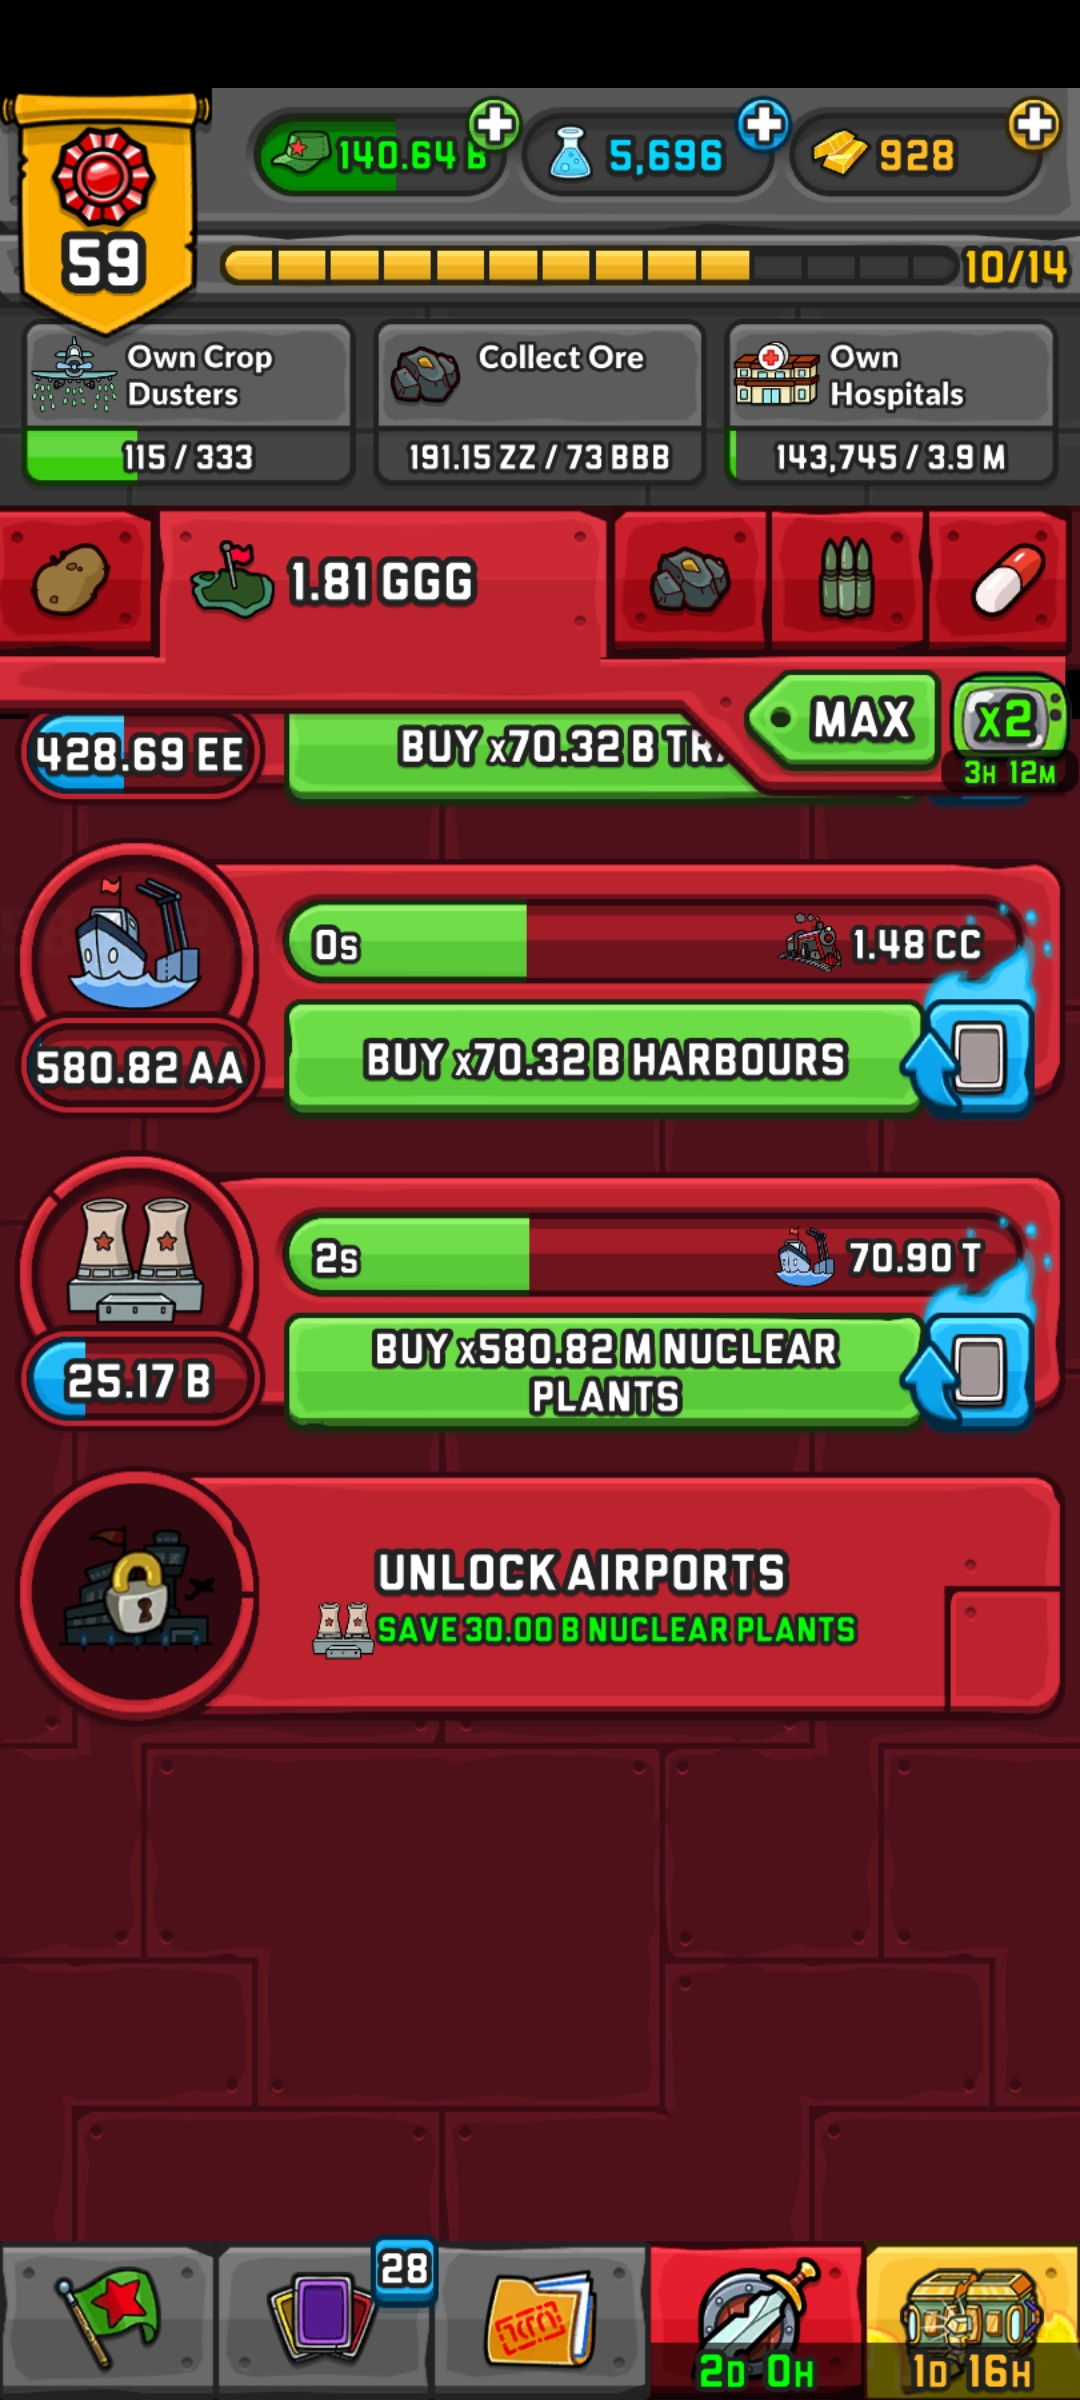 140.64 B
5,696
928
59
10/14
Own Crop
Dusters
115 / 333
Collect Ore
191.15 ZZ / 73 BBB
Own
Hospitals
143,745 / 3.9 M
1.81 GGG
MAX
x2
3H 12M
428.69 EE
BUY x70.32 B
0s
1.48 CC
580.82 AA
BUY x70.32 B HARBOURS
2s
70.90 T
25.17 B
BUY x580.82 M NUCLEAR
PLANTS
UNLOCK AIRPORTS
SAVE 30.00 B NUCLEAR PLANTS
28
2D 0H
1D 16H